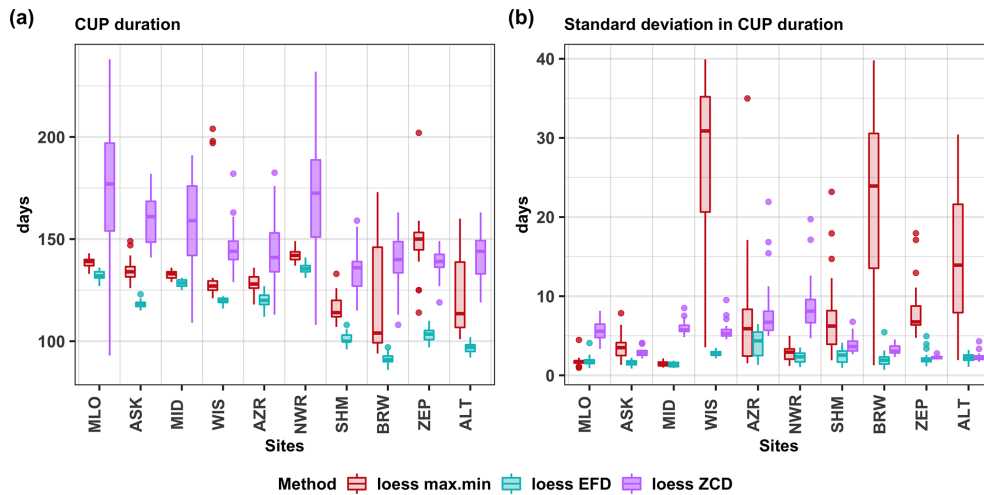 (a) CUP duration
days
200
150
100
MLO ASK MID WIS AZR NWR SHM BRW ZEP ALT
Sites
(b) Standard deviation in CUP duration
days
40
30
20
10
0
MLO ASK MID WIS AZR NWR SHM BRW ZEP ALT
Sites
Method loess max.min loess EFD loess ZCD